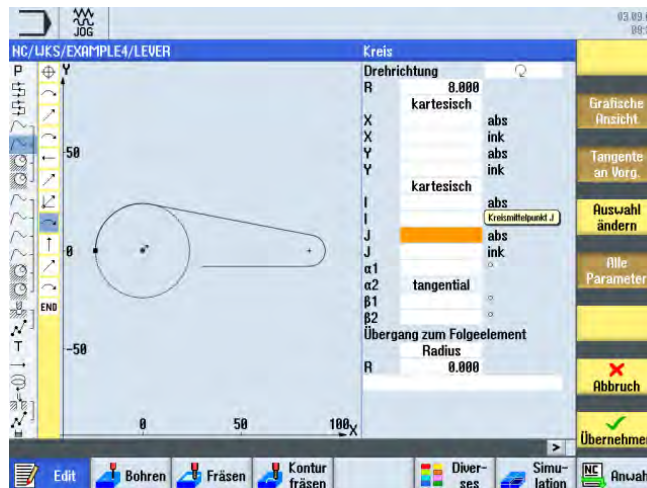 JOG
03.09
NC/WKS/EXAMPLE4/LEVER
Kreis
P
Y
50
0
-50
0
50
100
X
END
T
Drehrichtung
R 8.000
kartesisch
X abs
X ink
Y abs
Y ink
kartesisch
I abs
I Kreismittelpunkt J
J abs
J ink
α1 °
α2 tangential
β1 °
β2 °
Übergang zum Folgeelement
Radius
R 0.000
Grafische
Ansicht
Tangente
an Vorg.
Auswahl
ändern
Alle
Parameter
Abbruch
Übernehmen
>
Edit
Bohren
Fräsen
Kontur
fräsen
Diver-
ses
Simu-
lation
NC
Anwah